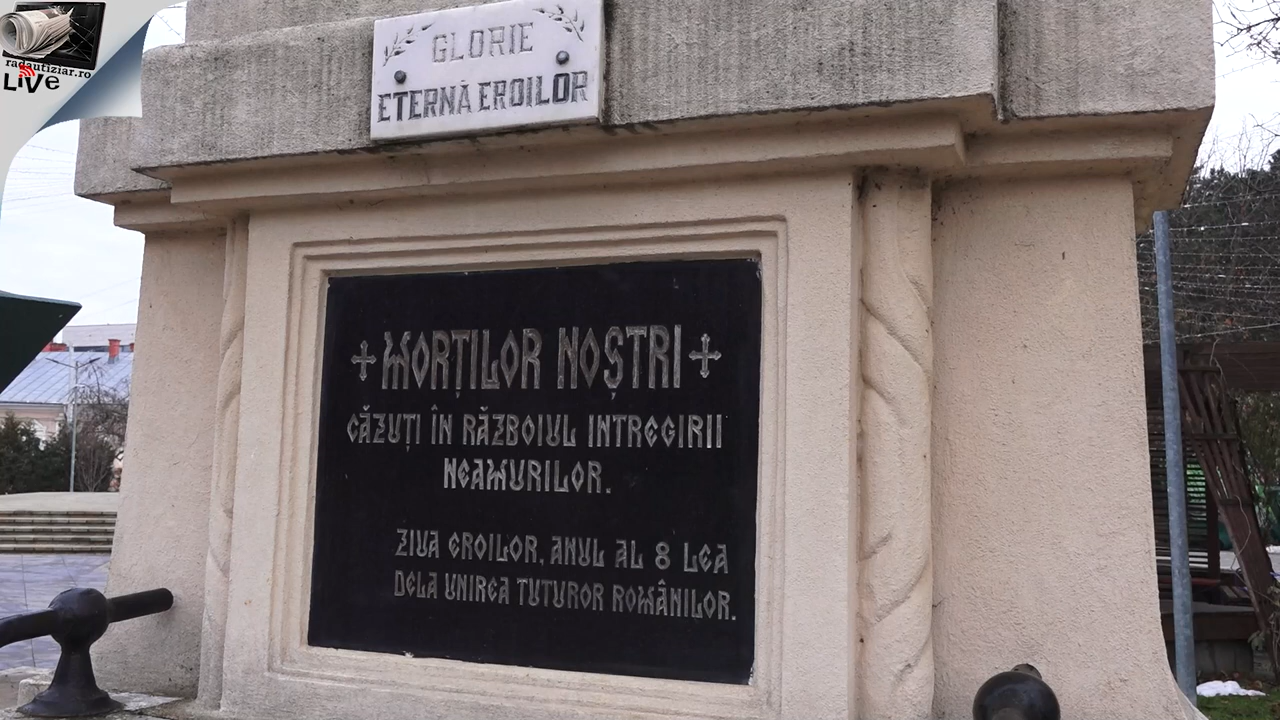 radautiziar.ro
LIVE
GLORIE
ETERNĂ EROILOR
MORȚILOR NOȘTRI
CĂZUȚI ÎN RĂZBOIUL INTREGIRII
NEAMURILOR.
ZIUA EROILOR, ANUL AL 8 LEA
DELA UNIREA TUTUROR ROMÂNILOR.